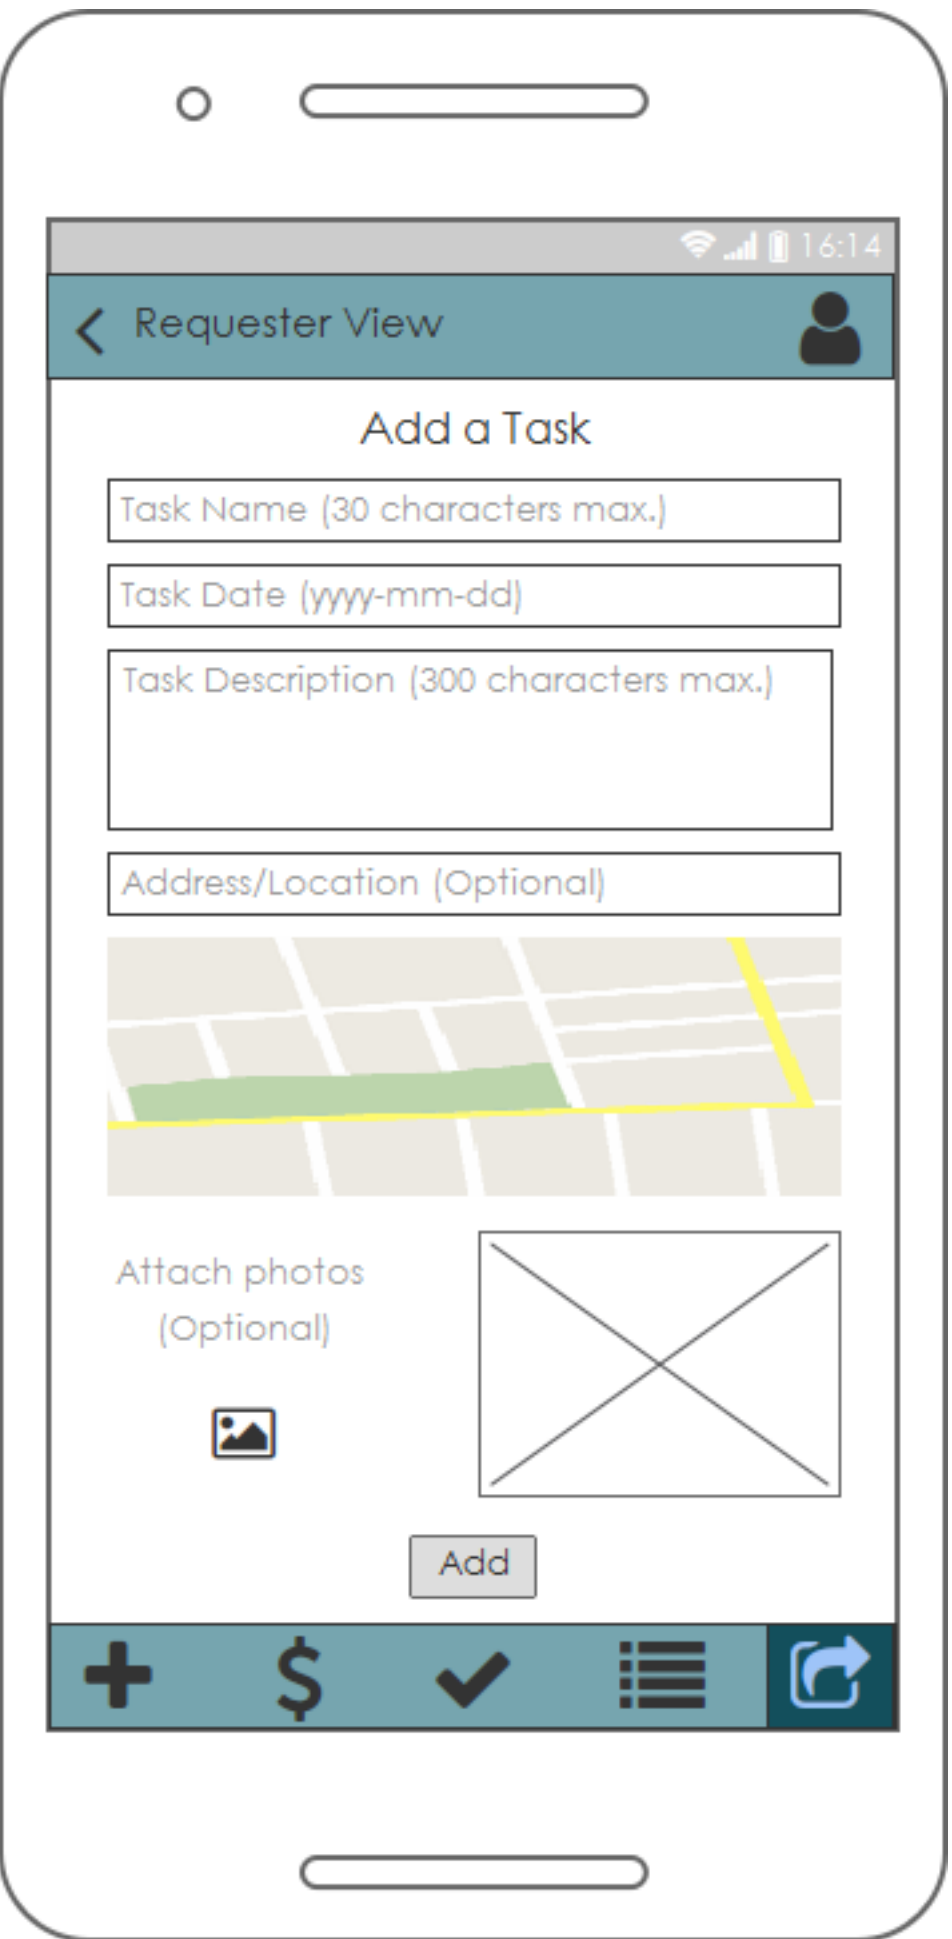 16:14
Requester View
Add a Task
Task Name (30 characters max.)
Task Date (yyyy-mm-dd)
Task Description (300 characters max.)
Address/Location (Optional)
Attach photos
(Optional)
Add